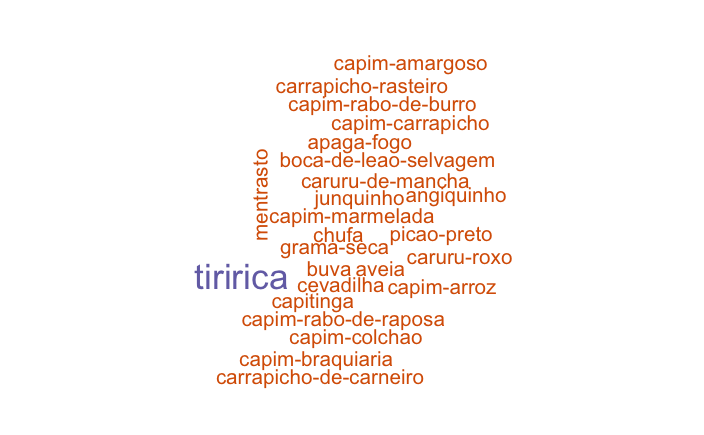 capim-amargoso
carrapicho-rasteiro
capim-rabo-de-burro
capim-carrapicho
apaga-fogo
mentrasto
boca-de-leao-selvagem
caruru-de-mancha
junquinho
angiquinho
capim-marmelada
chufa
picao-preto
grama-seca
caruru-roxo
tiririca
buva
aveia
cevadilha
capim-arroz
capitinga
capim-rabo-de-raposa
capim-colchao
capim-braquiaria
carrapicho-de-carneiro